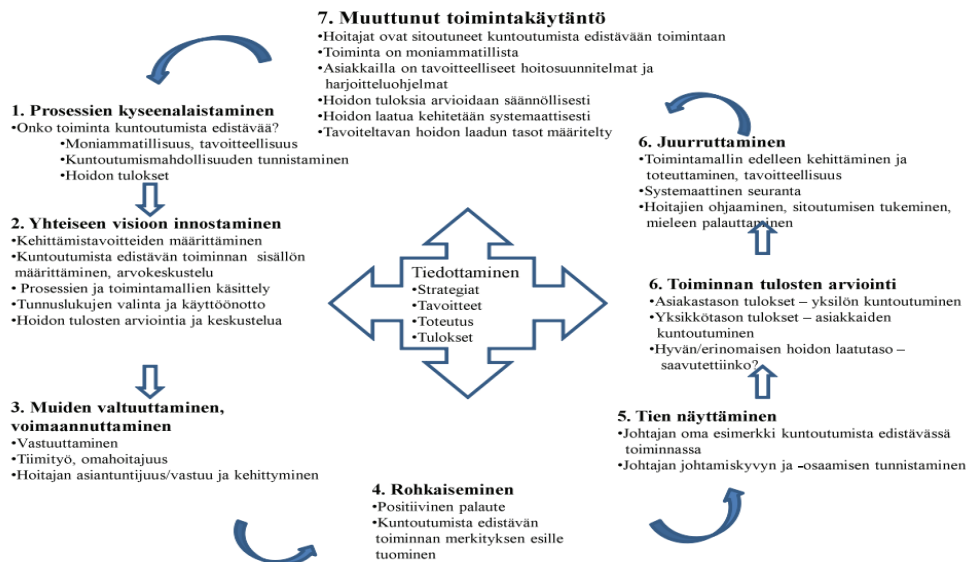 7. Muuttunut toimintakäytäntö
•Hoitajat ovat sitoutuneet kuntoutumista edistävään toimintaan
•Toiminta on moniammatillista
•Asiakkailla on tavoitteelliset hoitosuunnitelmat ja
harjoitteluohjelmat
•Hoidon tuloksia arvioidaan säännöllisesti
•Hoidon laatua kehitetään systemaattisesti
•Tavoiteltavan hoidon laadun tasot määritelty
1. Prosessien kyseenalaistaminen
•Onko toiminta kuntoutumista edistävää?
•Moniammatillisuus, tavoitteellisuus
•Kuntoutumismahdollisuuden tunnistaminen
•Hoidon tulokset
2. Yhteiseen visioon innostaminen
•Kehittämistavoitteiden määrittäminen
•Kuntoutumista edistävän toiminnan sisällön
määrittäminen, arvokeskustelu
• Prosessien ja toimintamallien käsittely
•Tunnuslukujen valinta ja käyttöönotto
•Hoidon tulosten arviointia ja keskustelua
3. Muiden valtuuttaminen,
voimaannuttaminen
•Vastuuttaminen
•Tiimityö, omahoitajuus
•Hoitajan asiantuntijuus/vastuu ja kehittyminen
Tiedottaminen
•Strategiat
•Tavoitteet
•Toteutus
•Tulokset
4. Rohkaiseminen
•Positiivinen palaute
•Kuntoutumista edistävän
toiminnan merkityksen esille
tuominen
5. Tien näyttäminen
•Johtajan oma esimerkki kuntoutumista edistävässä
toiminnassa
•Johtajan johtamiskyvyn ja -osaamisen tunnistaminen
6. Toiminnan tulosten arviointi
•Asiakastason tulokset – yksilön kuntoutuminen
•Yksikkötason tulokset – asiakkaiden
kuntoutuminen
•Hyvän/erinomaisen hoidon laatutaso –
saavutettiinko?
6. Juurruttaminen
•Toimintamallin edelleen kehittäminen ja
toteuttaminen, tavoitteellisuus
•Systemaattinen seuranta
•Hoitajien ohjaaminen, sitoutumisen tukeminen,
mieleen palauttaminen